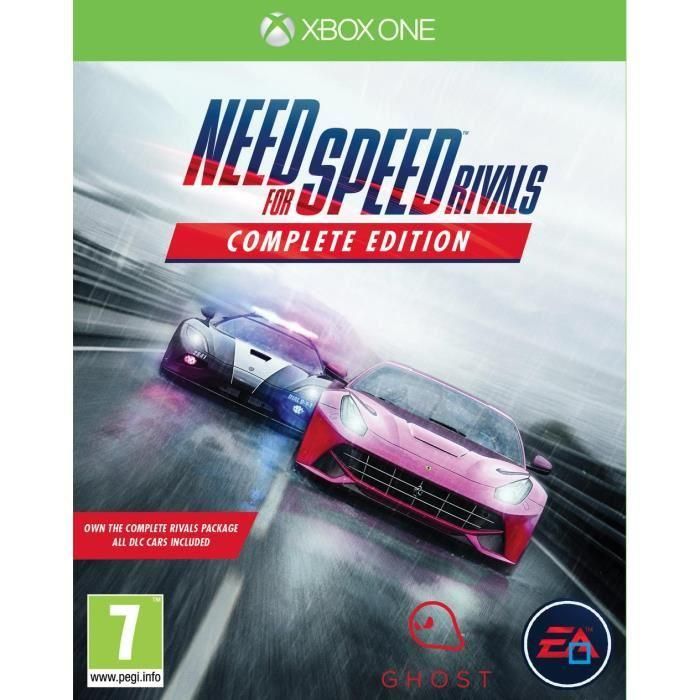 XBOX ONE
NEED
FOR SPEED RIVALS™
COMPLETE EDITION
OWN THE COMPLETE RIVALS PACKAGE
ALL DLC CARS INCLUDED
7
www.pegi.info
GHOST
EA